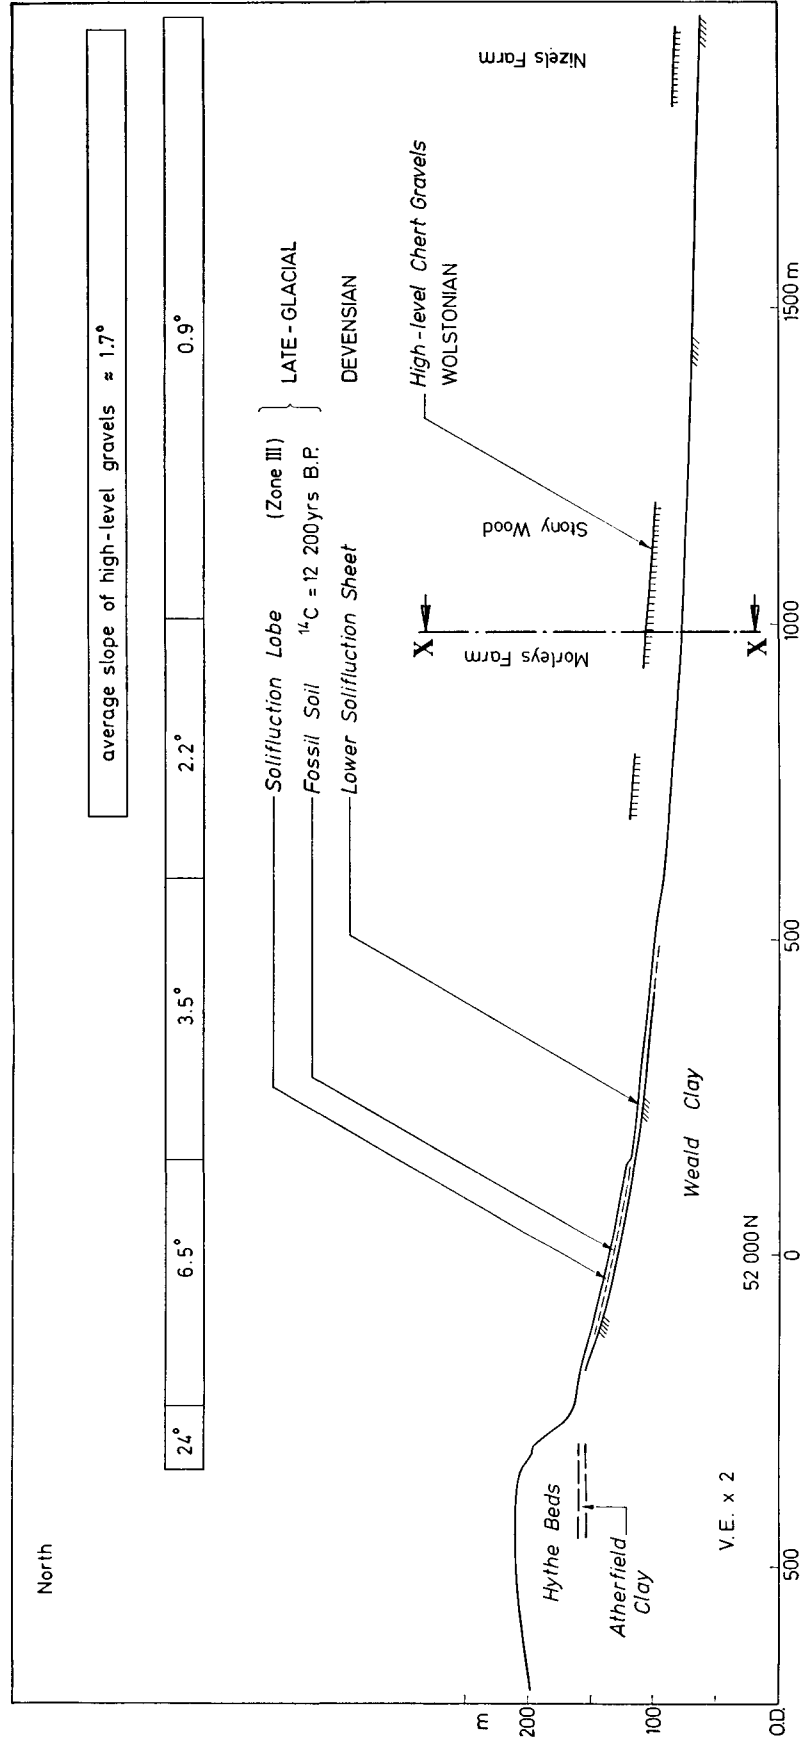 North
average slope of high-level gravels ≈ 1.7°
24°
6.5°
3.5°
2.2°
0.9°
Solifluction Lobe (Zone III)
Fossil Soil ¹⁴C = 12 200yrs B.P.
LATE-GLACIAL
Lower Solifluction Sheet
DEVENSIAN
High-level Chert Gravels
WOLSTONIAN
X
Morleys Farm
Stony Wood
Nizels Farm
X
Hythe Beds
Atherfield
Clay
Weald Clay
V. E. x 2
52 000N
m
200
100
O.D.
500
0
500
1000
1500 m